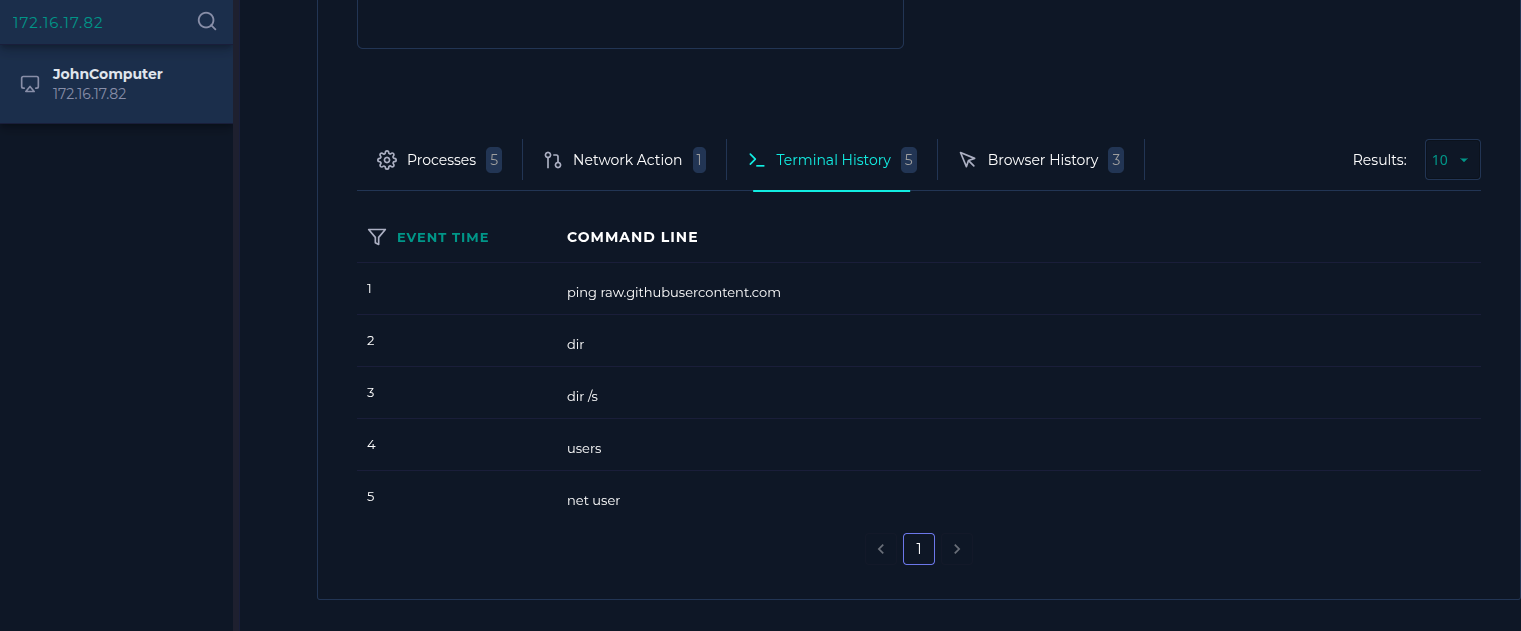 172.16.17.82
JohnComputer
172.16.17.82
Processes 5 Network Action 1 Terminal History 5 Browser History 3 Results: 10
EVENT TIME COMMAND LINE
1 ping raw.githubusercontent.com
2 dir
3 dir /s
4 users
5 net user
1